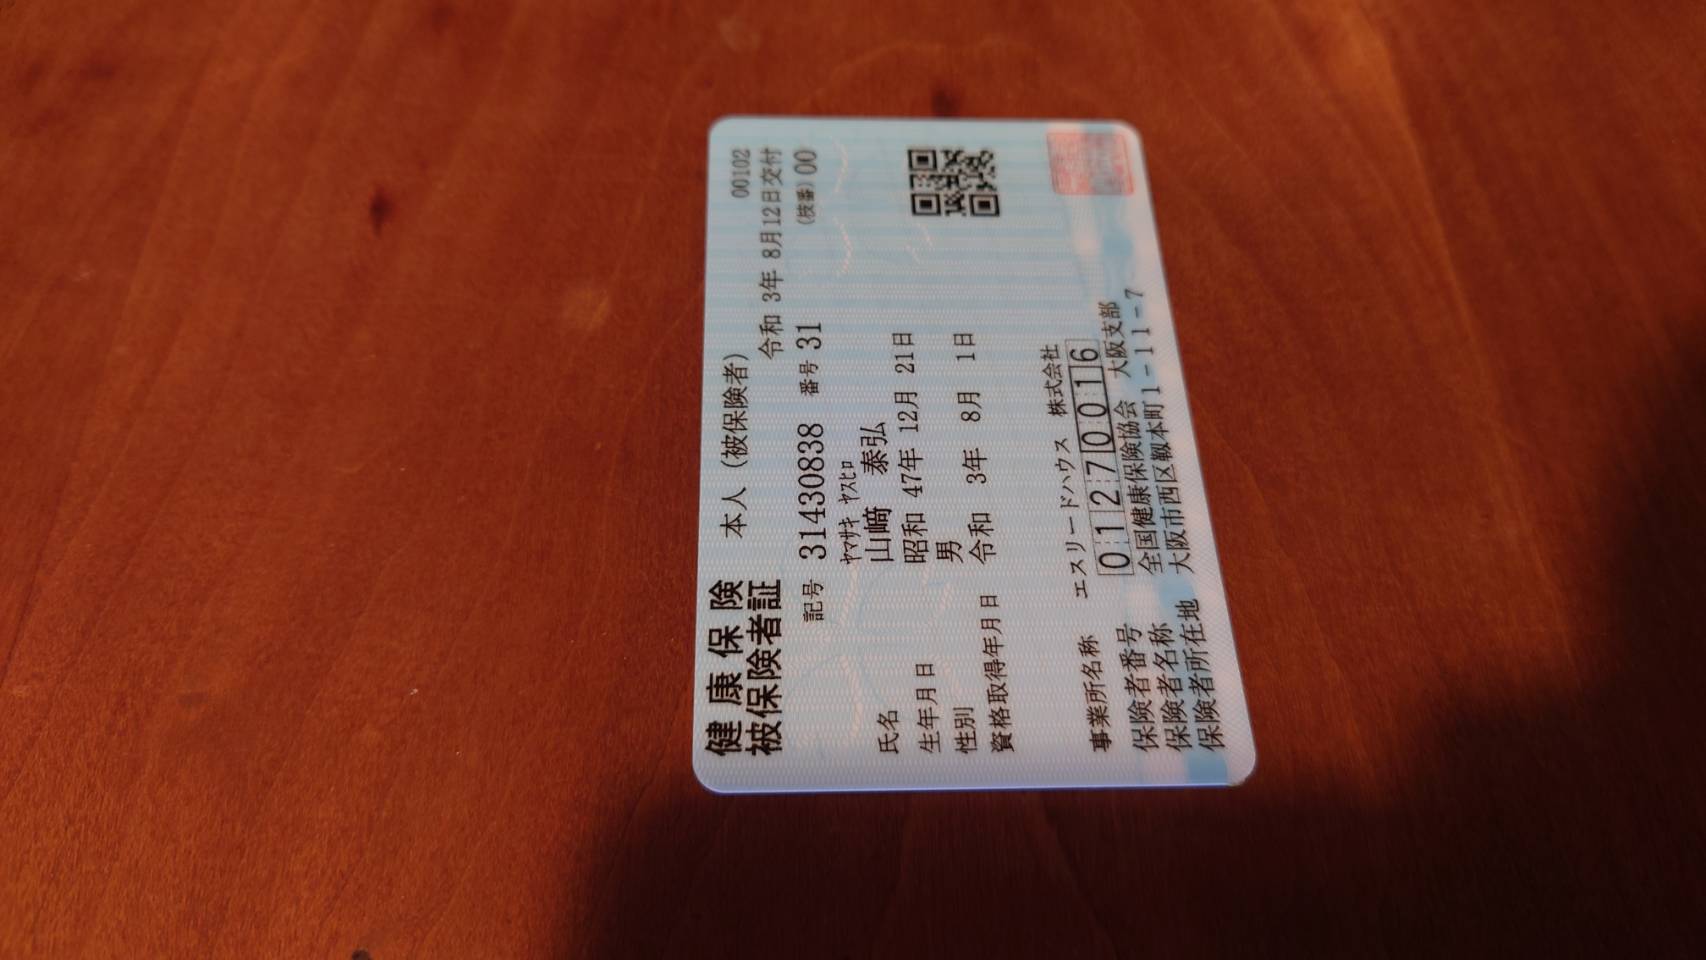 健康保険
被保険者証
本人（被保険者）
00102
令和 3年 8月12日交付
記号 31430838 番号 31 （枝番）00
ﾔﾏｻｷ ﾔｽﾋﾛ
氏名 山﨑 泰弘
生年月日 昭和 47年 12月 21日
性別 男
資格取得年月日 令和 3年 8月 1日
事業所名称 エスリードハウス 株式会社
保険者番号 01270016
保険者名称 全国健康保険協会 大阪支部
保険者所在地 大阪市西区靱本町1-11-7